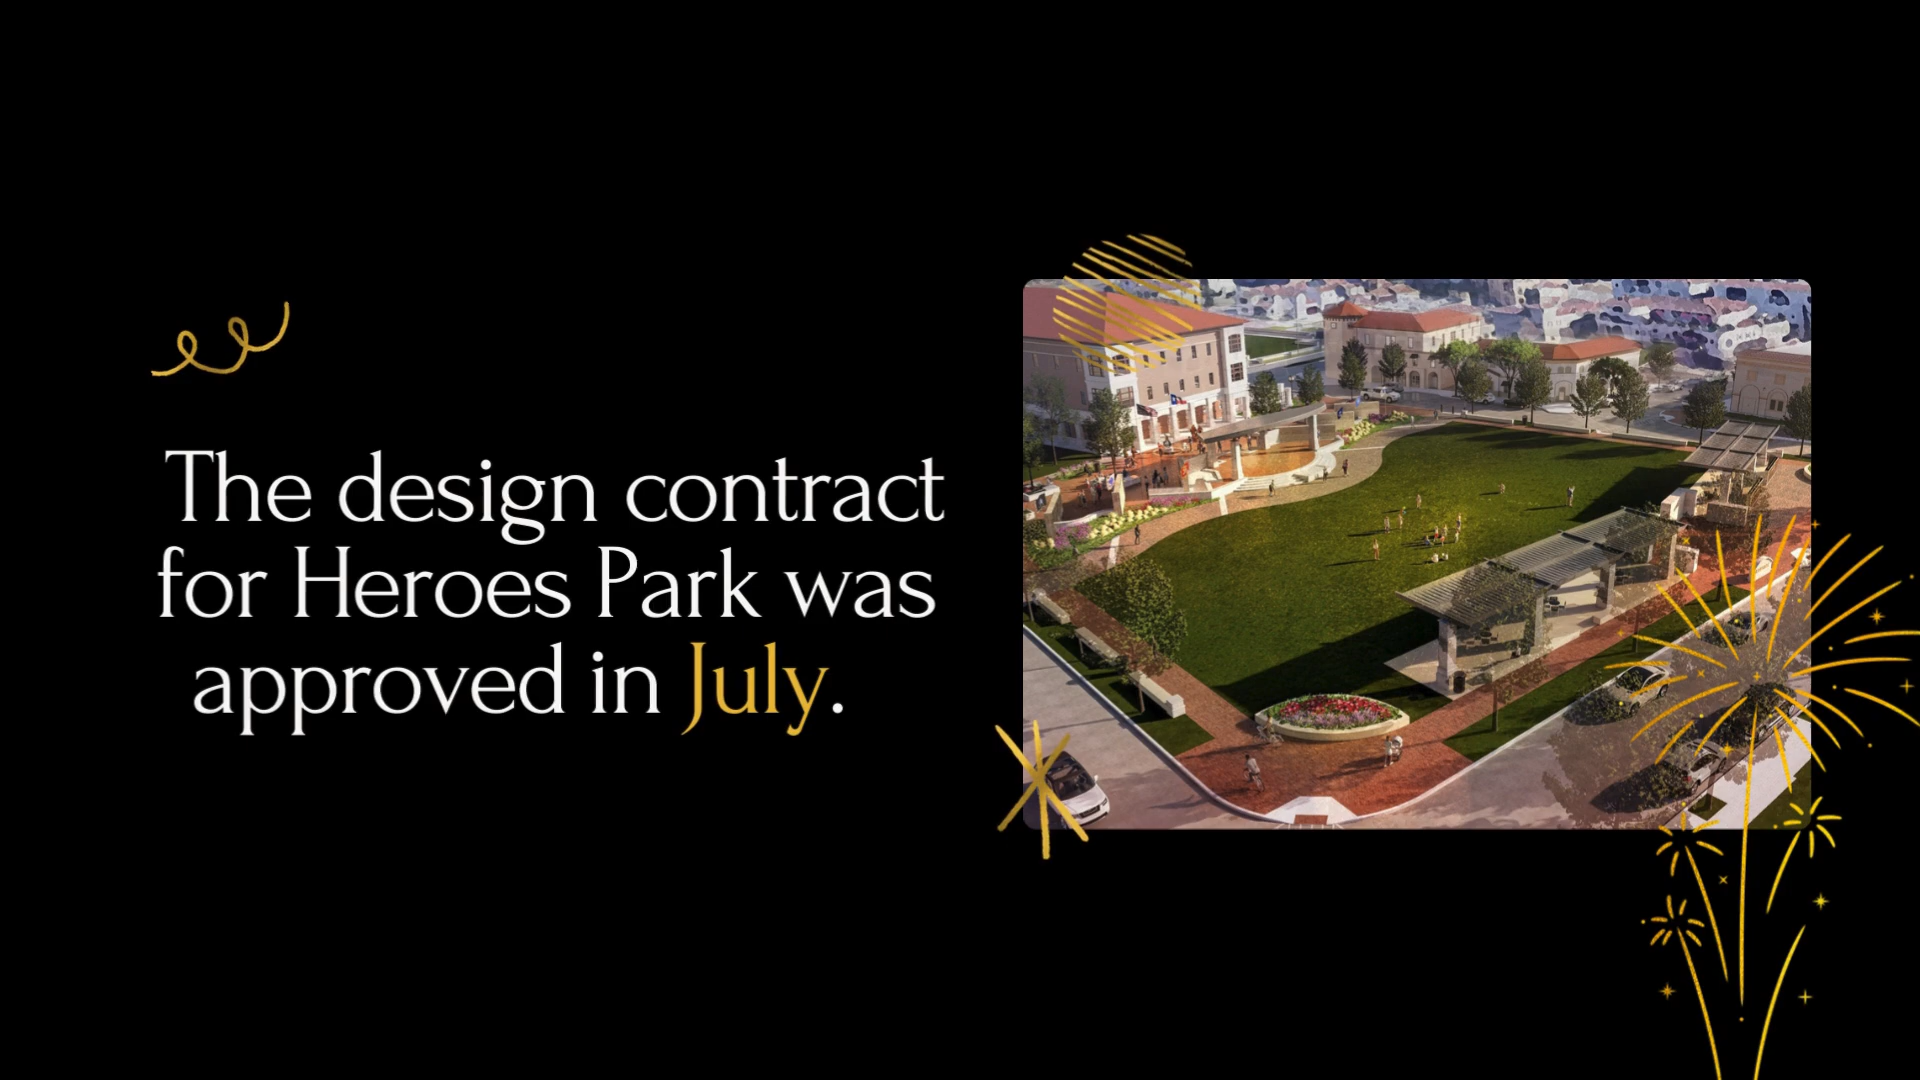 The design contract
for Heroes Park was
approved in July.